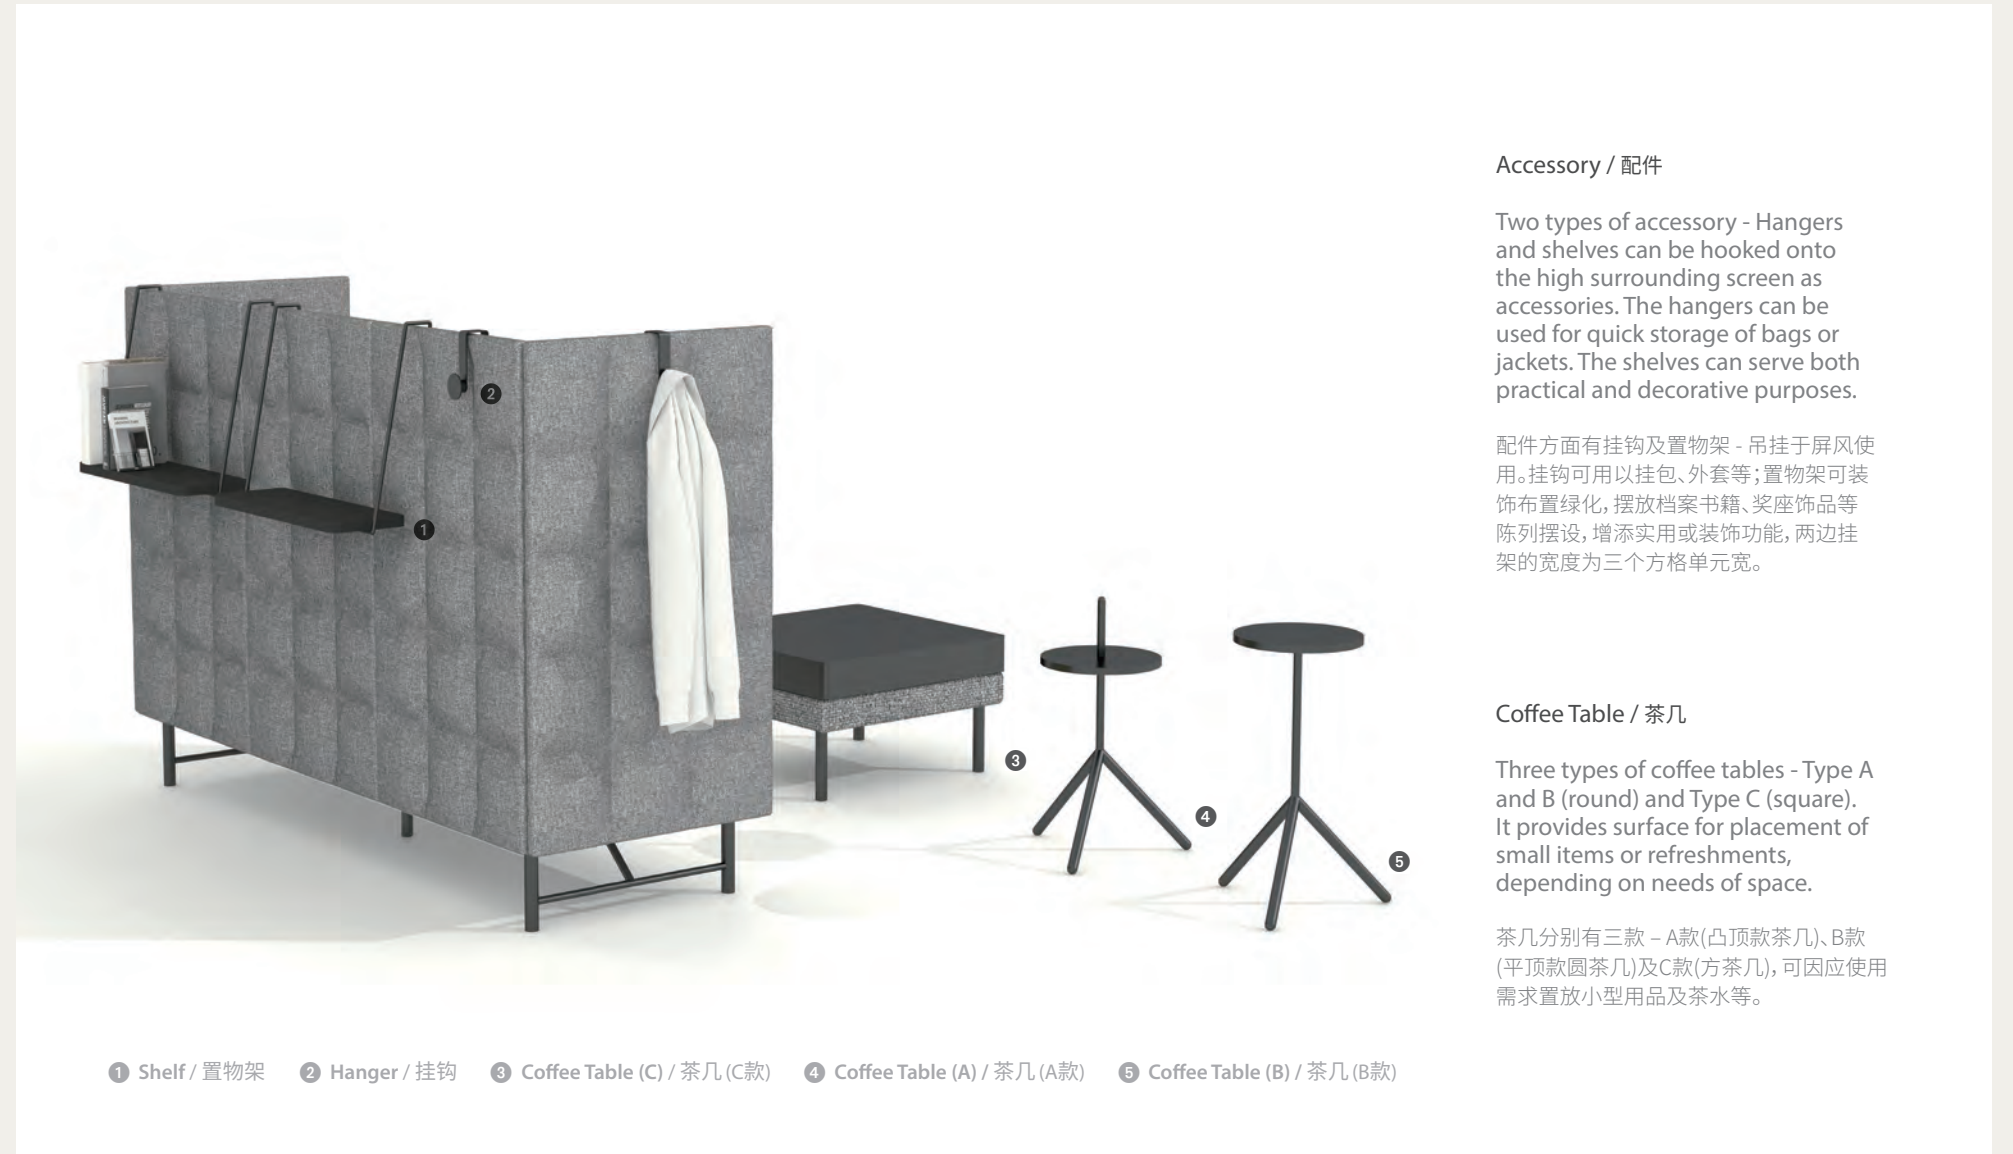 Accessory / 配件
Two types of accessory - Hangers
and shelves can be hooked onto
the high surrounding screen as
accessories. The hangers can be
used for quick storage of bags or
jackets. The shelves can serve both
practical and decorative purposes.
配件方面有挂钩及置物架 - 吊挂于屏风使
用。挂钩可用以挂包、外套等；置物架可装
饰布置绿化，摆放档案书籍、奖座饰品等
陈列摆设，增添实用或装饰功能，两边挂
架的宽度为三个方格单元宽。
2
1
3
4
5
Coffee Table / 茶几
Three types of coffee tables - Type A
and B (round) and Type C (square).
It provides surface for placement of
small items or refreshments,
depending on needs of space.
茶几分别有三款 – A款(凸顶款茶几)、B款
(平顶款圆茶几)及C款(方茶几)，可因应使用
需求置放小型用品及茶水等。
1 Shelf / 置物架 2 Hanger / 挂钩 3 Coffee Table (C) / 茶几 (C款) 4 Coffee Table (A) / 茶几 (A款) 5 Coffee Table (B) / 茶几 (B款)